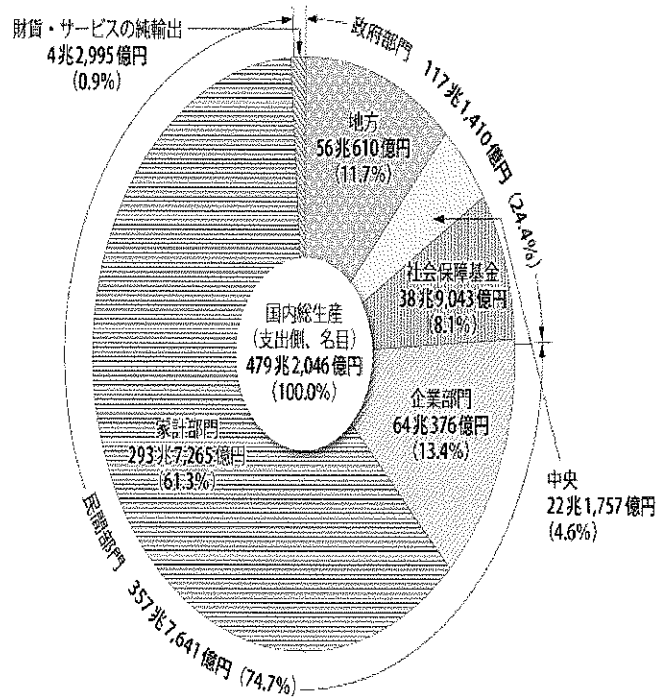 財貨・サービスの純輸出
4兆2,995億円
(0.9%)
政府部門 117兆1,410億円 (24.4%)
地方
56兆610億円
(11.7%)
社会保障基金
38兆9,043億円
(8.1%)
国内総生産
(支出側、名目)
479兆2,046億円
(100.0%)
企業部門
64兆376億円
(13.4%)
家計部門
293兆7,265億円
(61.3%)
中央
22兆1,757億円
(4.6%)
民間部門 357兆7,641億円 (74.7%)